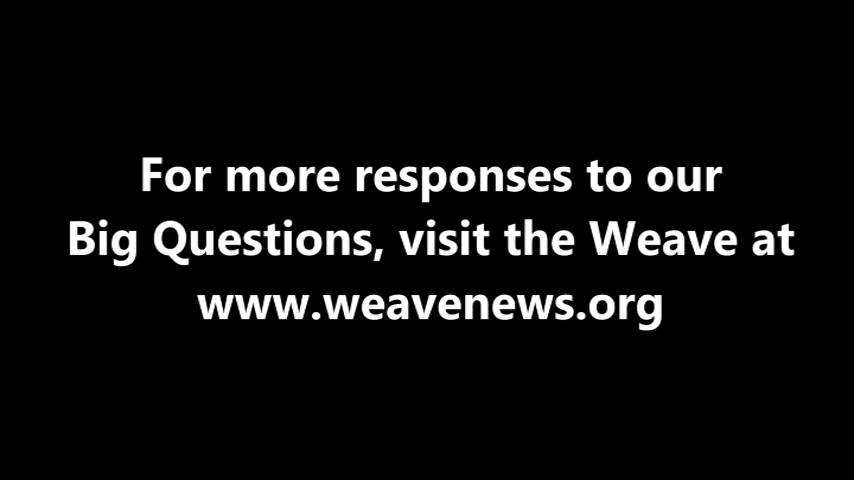 For more responses to our
Big Questions, visit the Weave at
www.weavenews.org